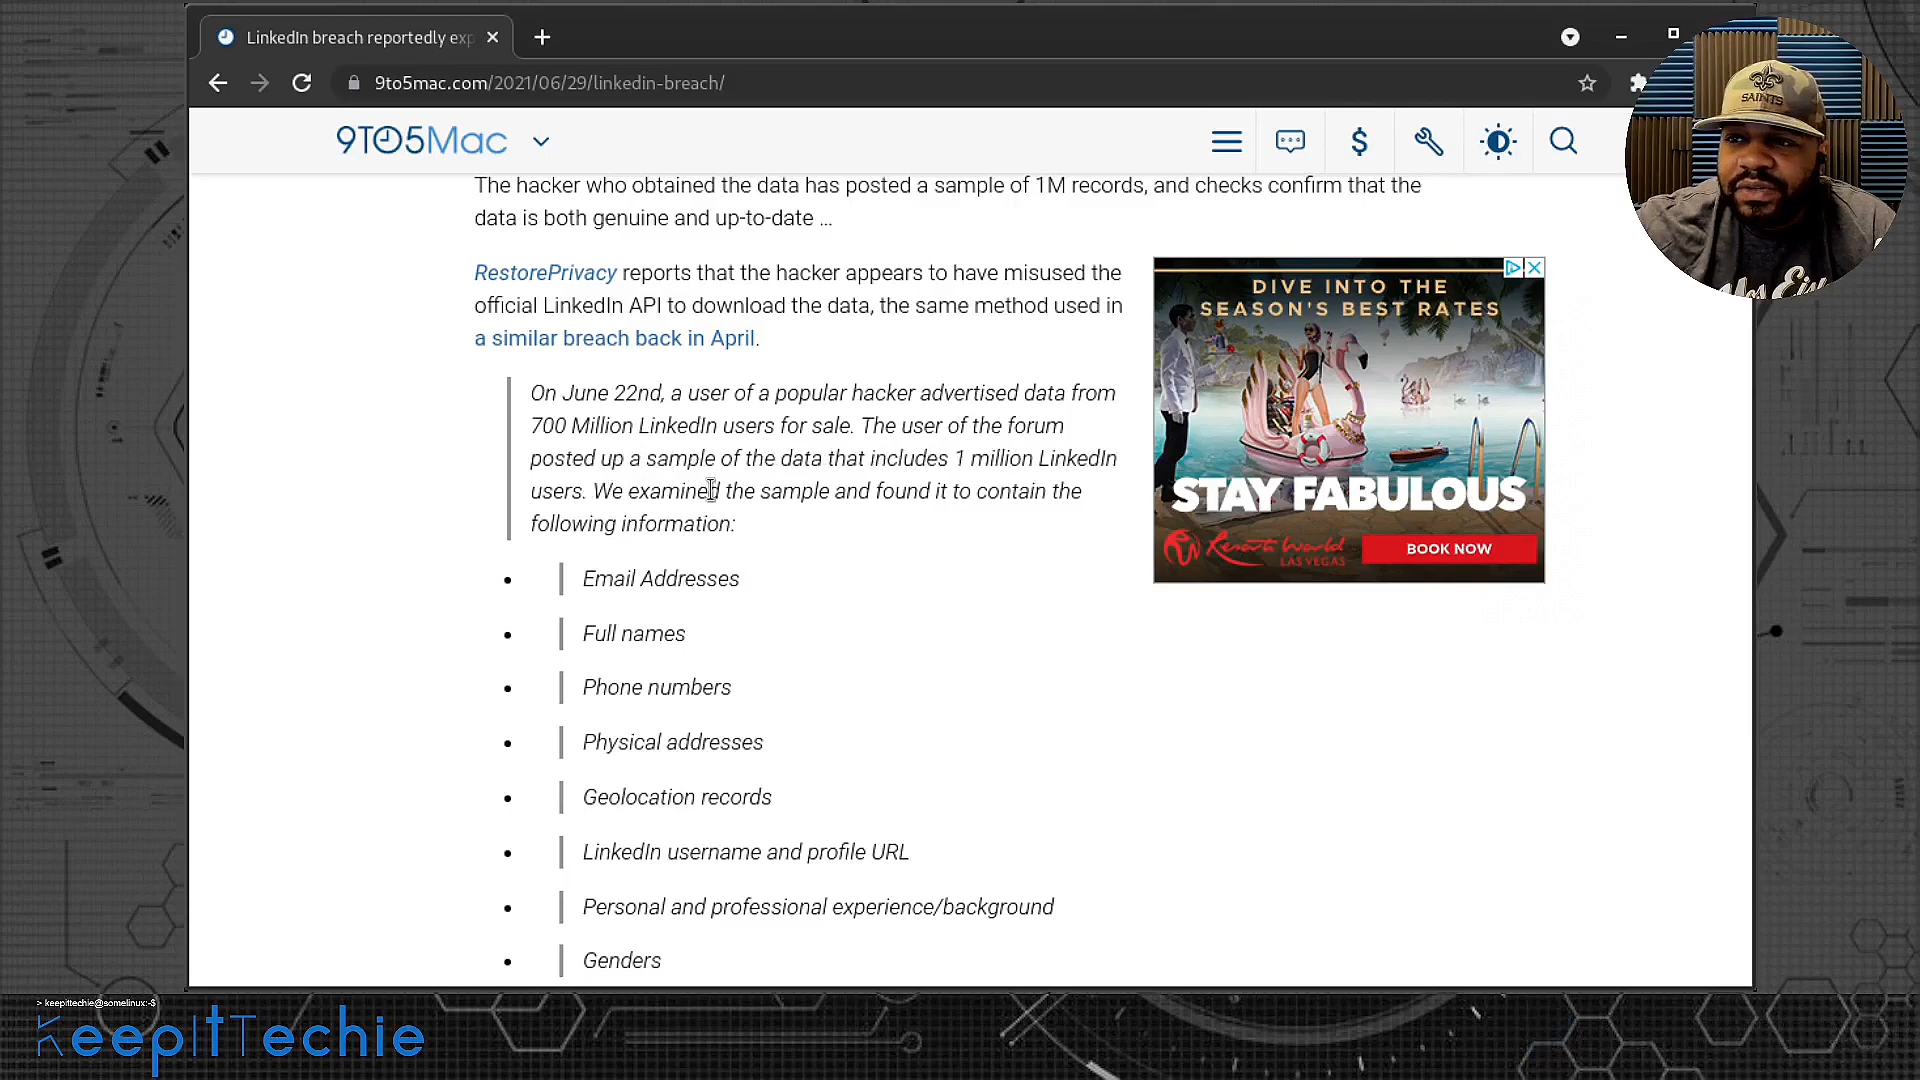 LinkedIn breach reportedly exp
9to5mac.com/2021/06/29/linkedin-breach/
9TO5Mac
$
SAINTS
The hacker who obtained the data has posted a sample of 1M records, and checks confirm that the
data is both genuine and up-to-date ...
RestorePrivacy reports that the hacker appears to have misused the
official LinkedIn API to download the data, the same method used in
a similar breach back in April.
DIVE INTO THE
SEASON'S BEST RATES
STAY FABULOUS
Resorts World
LAS VEGAS
BOOK NOW
On June 22nd, a user of a popular hacker advertised data from
700 Million LinkedIn users for sale. The user of the forum
posted up a sample of the data that includes 1 million LinkedIn
users. We examined the sample and found it to contain the
following information:
Email Addresses
Full names
Phone numbers
Physical addresses
Geolocation records
LinkedIn username and profile URL
Personal and professional experience/background
Genders
> keepittechie@somelinux:~$
KeepItTechie